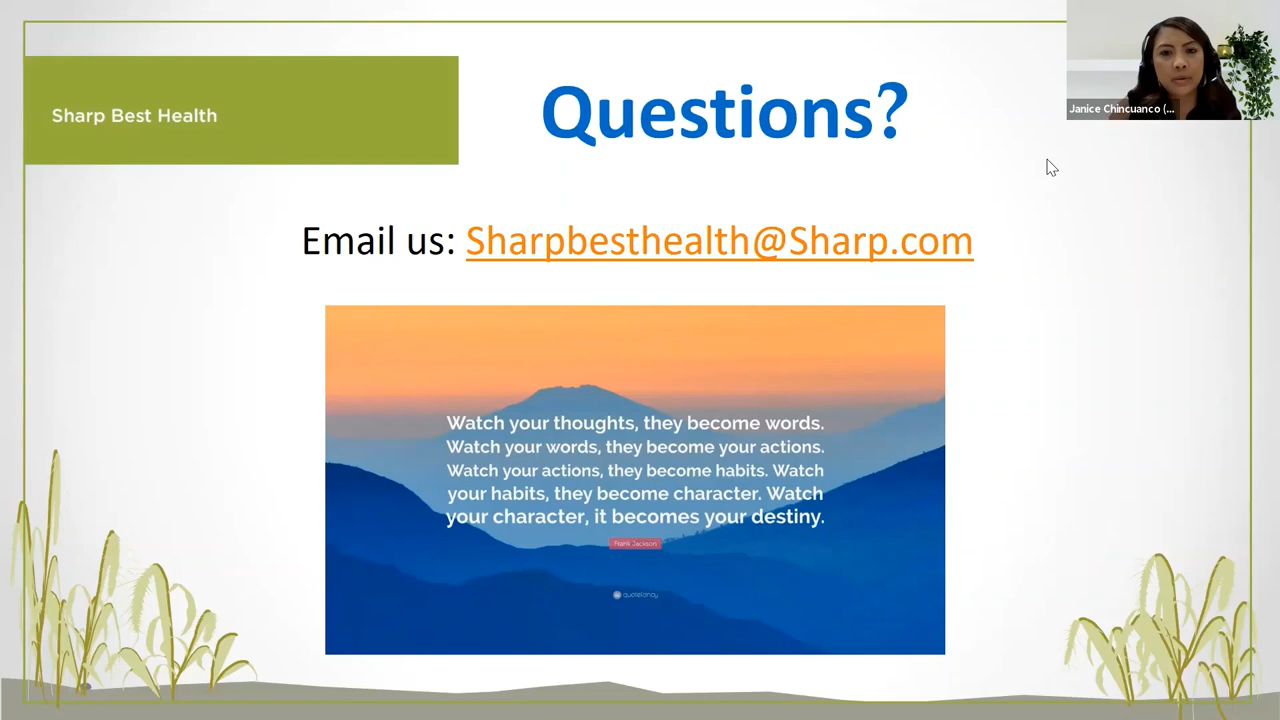 Sharp Best Health
Questions?
Janice Chincuanco (...
Email us: Sharpbesthealth@Sharp.com
Watch your thoughts, they become words.
Watch your words, they become your actions.
Watch your actions, they become habits. Watch
your habits, they become character. Watch
your character, it becomes your destiny.
Frank Jackson
quotefancy